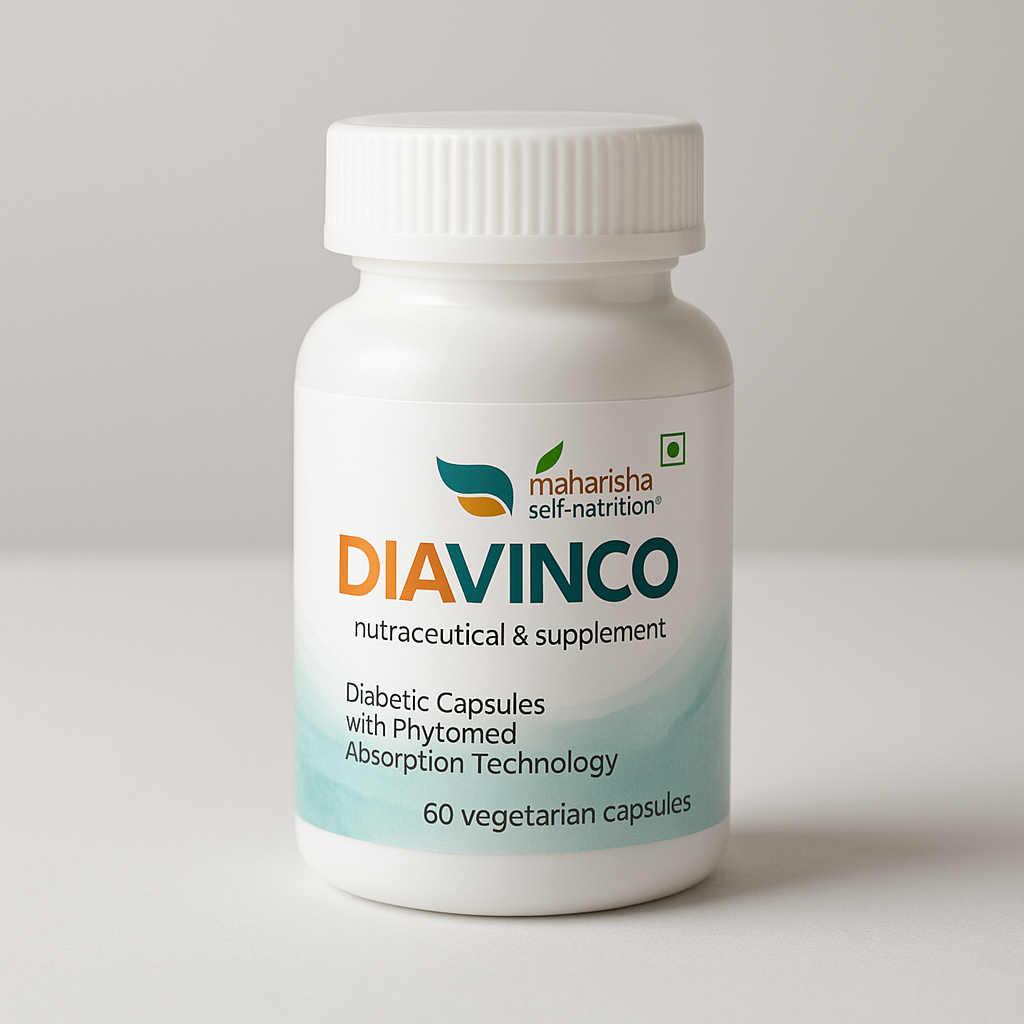 maharisha
self-natrition®
DIAVINCO
nutraceutical & supplement
Diabetic Capsules
with Phytomed
Absorption Technology
60 vegetarian capsules